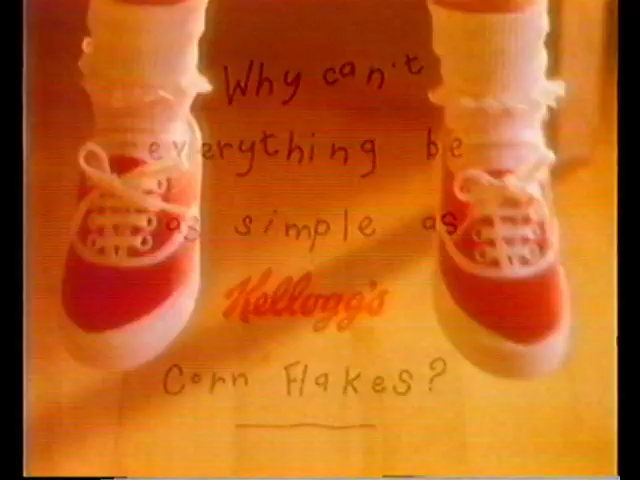 Why can't
everything be
as simple as
Kellogg's
Corn Flakes?